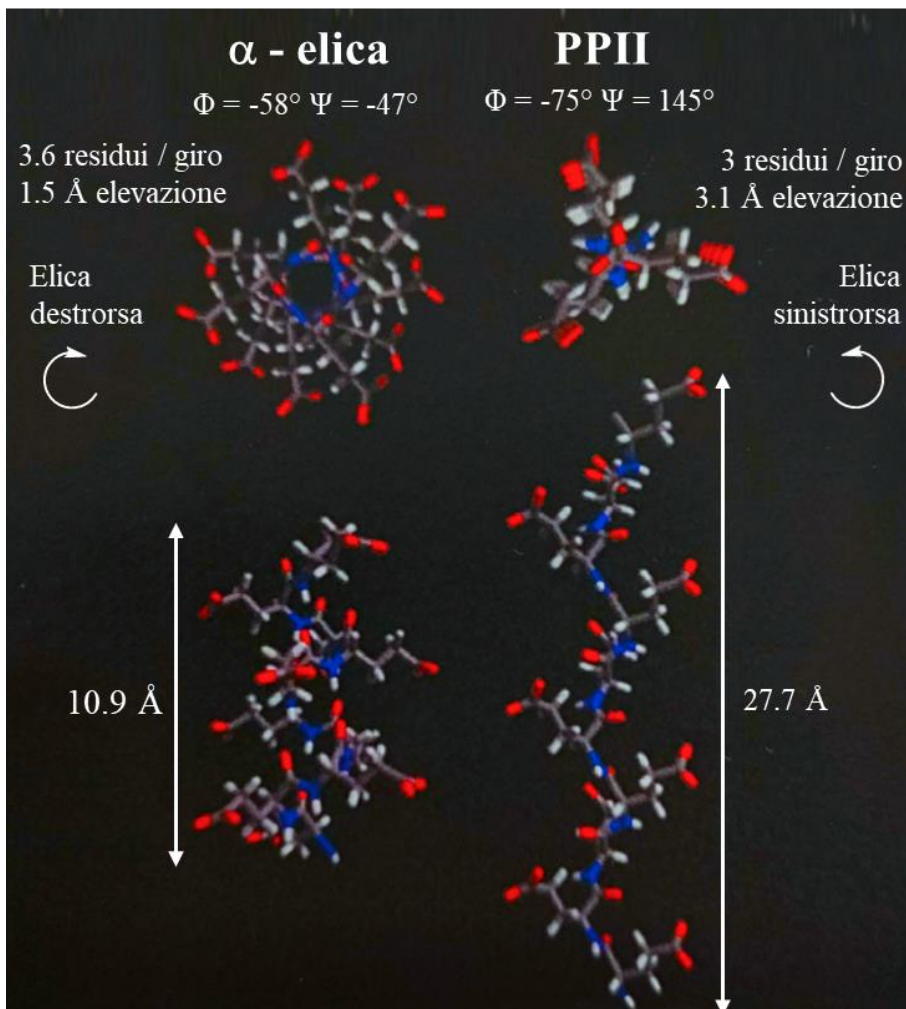 α - elica
PPII
Φ = -58° Ψ = -47°
Φ = -75° Ψ = 145°
3.6 residui / giro
1.5 Å elevazione
3 residui / giro
3.1 Å elevazione
Elica
destrorsa
Elica
sinistrorsa
10.9 Å
27.7 Å